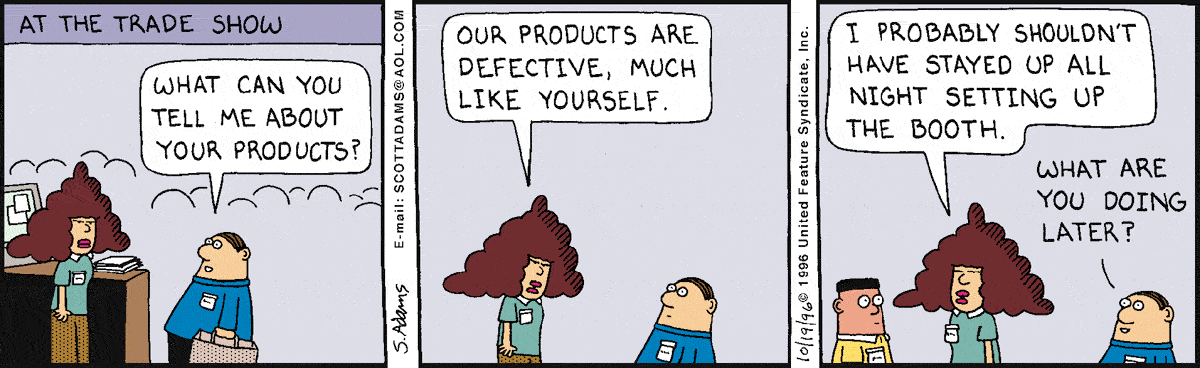 AT THE TRADE SHOW
WHAT CAN YOU
TELL ME ABOUT
YOUR PRODUCTS?
S. Adams
E-mail: SCOTTADAMS@AOL.COM
OUR PRODUCTS ARE
DEFECTIVE, MUCH
LIKE YOURSELF.
10/19/96 © 1996 United Feature Syndicate, Inc.
I PROBABLY SHOULDN'T
HAVE STAYED UP ALL
NIGHT SETTING UP
THE BOOTH.
WHAT ARE
YOU DOING
LATER?